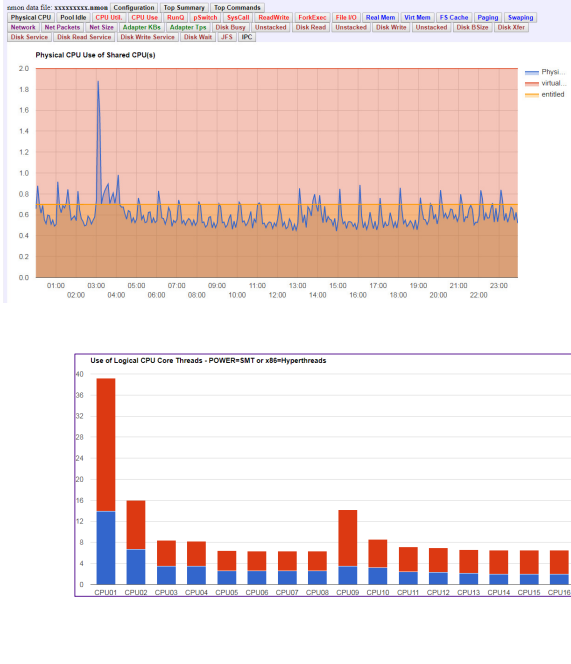 nmon data file: xxxxxxxxx.nmon Configuration Top Summary Top Commands
Physical CPU Pool Idle CPU Util. CPU Use RunQ pSwitch SysCall ReadWrite ForkExec File I/O Real Mem Virt Mem FS Cache Paging Swaping
Network Net Packets Net Size Adapter KBs Adapter Tps Disk Busy Unstacked Disk Read Unstacked Disk Write Unstacked Disk BSize Disk Xfer
Disk Service Disk Read Service Disk Write Service Disk Wait JFS IPC
Physical CPU Use of Shared CPU(s)
2.0
1.8
1.6
1.4
1.2
1.0
0.8
0.6
0.4
0.2
0.0
Physi...
virtual...
entitled
01:00 03:00 05:00 07:00 09:00 11:00 13:00 15:00 17:00 19:00 21:00 23:00
02:00 04:00 06:00 08:00 10:00 12:00 14:00 16:00 18:00 20:00 22:00
Use of Logical CPU Core Threads - POWER=SMT or x86=Hyperthreads
40
36
32
28
24
20
16
12
8
4
0
CPU01 CPU02 CPU03 CPU04 CPU05 CPU06 CPU07 CPU08 CPU09 CPU10 CPU11 CPU12 CPU13 CPU14 CPU15 CPU16